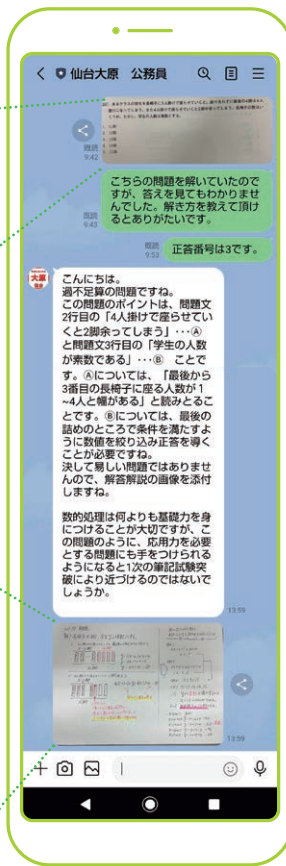 仙台大原 公務員
既読
9:42
こちらの問題を解いていたので
すが、答えを見てもわかりませ
んでした。解き方を教えて頂け
るとありがたいです。
既読
9:43
既読
9:53
正答番号は3です。
大原
こんにちは。
過不足算の問題ですね。
この問題のポイントは、問題文
2行目の「4人掛けで座らせてい
くと2脚余ってしまう」･･･Ⓐ
と問題文3行目の「学生の人数
が素数である」･･･Ⓑ ことで
す。Ⓐについては、「最後から
3番目の長椅子に座る人数が1
~4人と幅がある」と読みとるこ
とです。Ⓑについては、最後の
詰めのところで条件を満たすよ
うに数値を絞り込み正答を導く
ことが必要ですね。
決して易しい問題ではありませ
んので、解答解説の画像を添付
しますね。
数的処理は何よりも基礎力を身
につけることが大切ですが、こ
の問題のように、応用力を必要
とする問題にも手をつけられる
ようになると1次の筆記試験突
破により近づけるのではないで
しょうか。
13:59
13:59